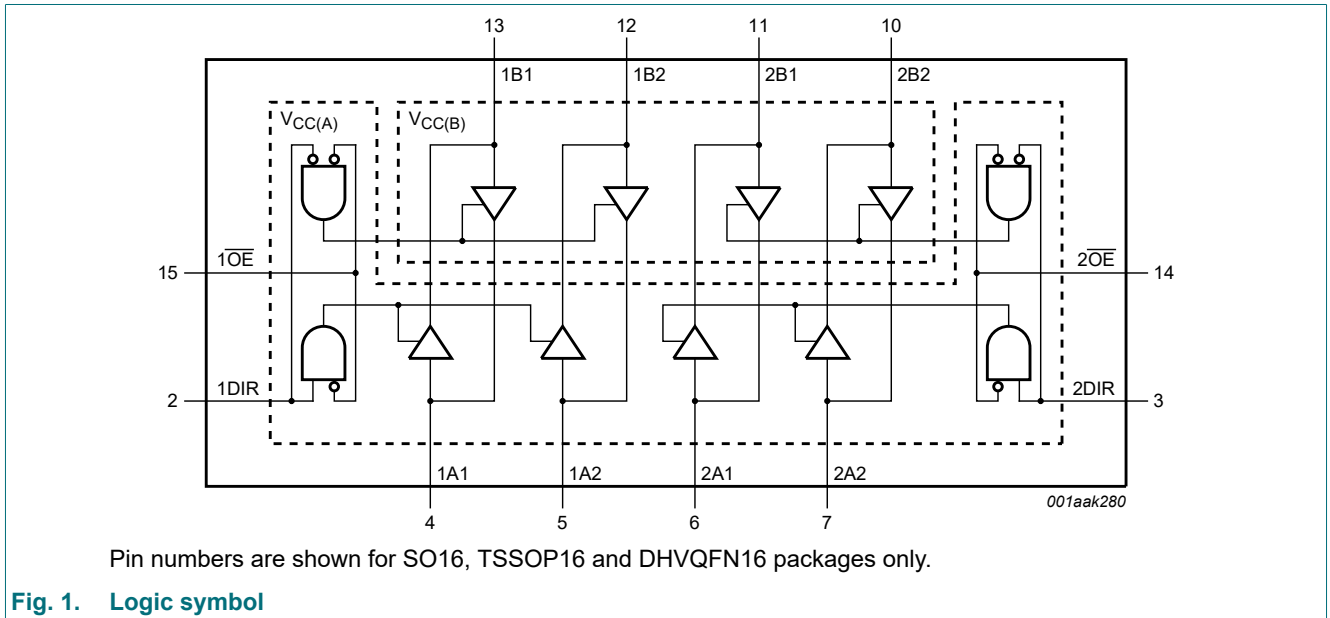 13 12 11 10
1B1 1B2 2B1 2B2
VCC(A) VCC(B)
15 1OE 2OE 14
2 1DIR 2DIR 3
1A1 1A2 2A1 2A2
001aak280
4 5 6 7
Pin numbers are shown for SO16, TSSOP16 and DHVQFN16 packages only.
Fig. 1. Logic symbol